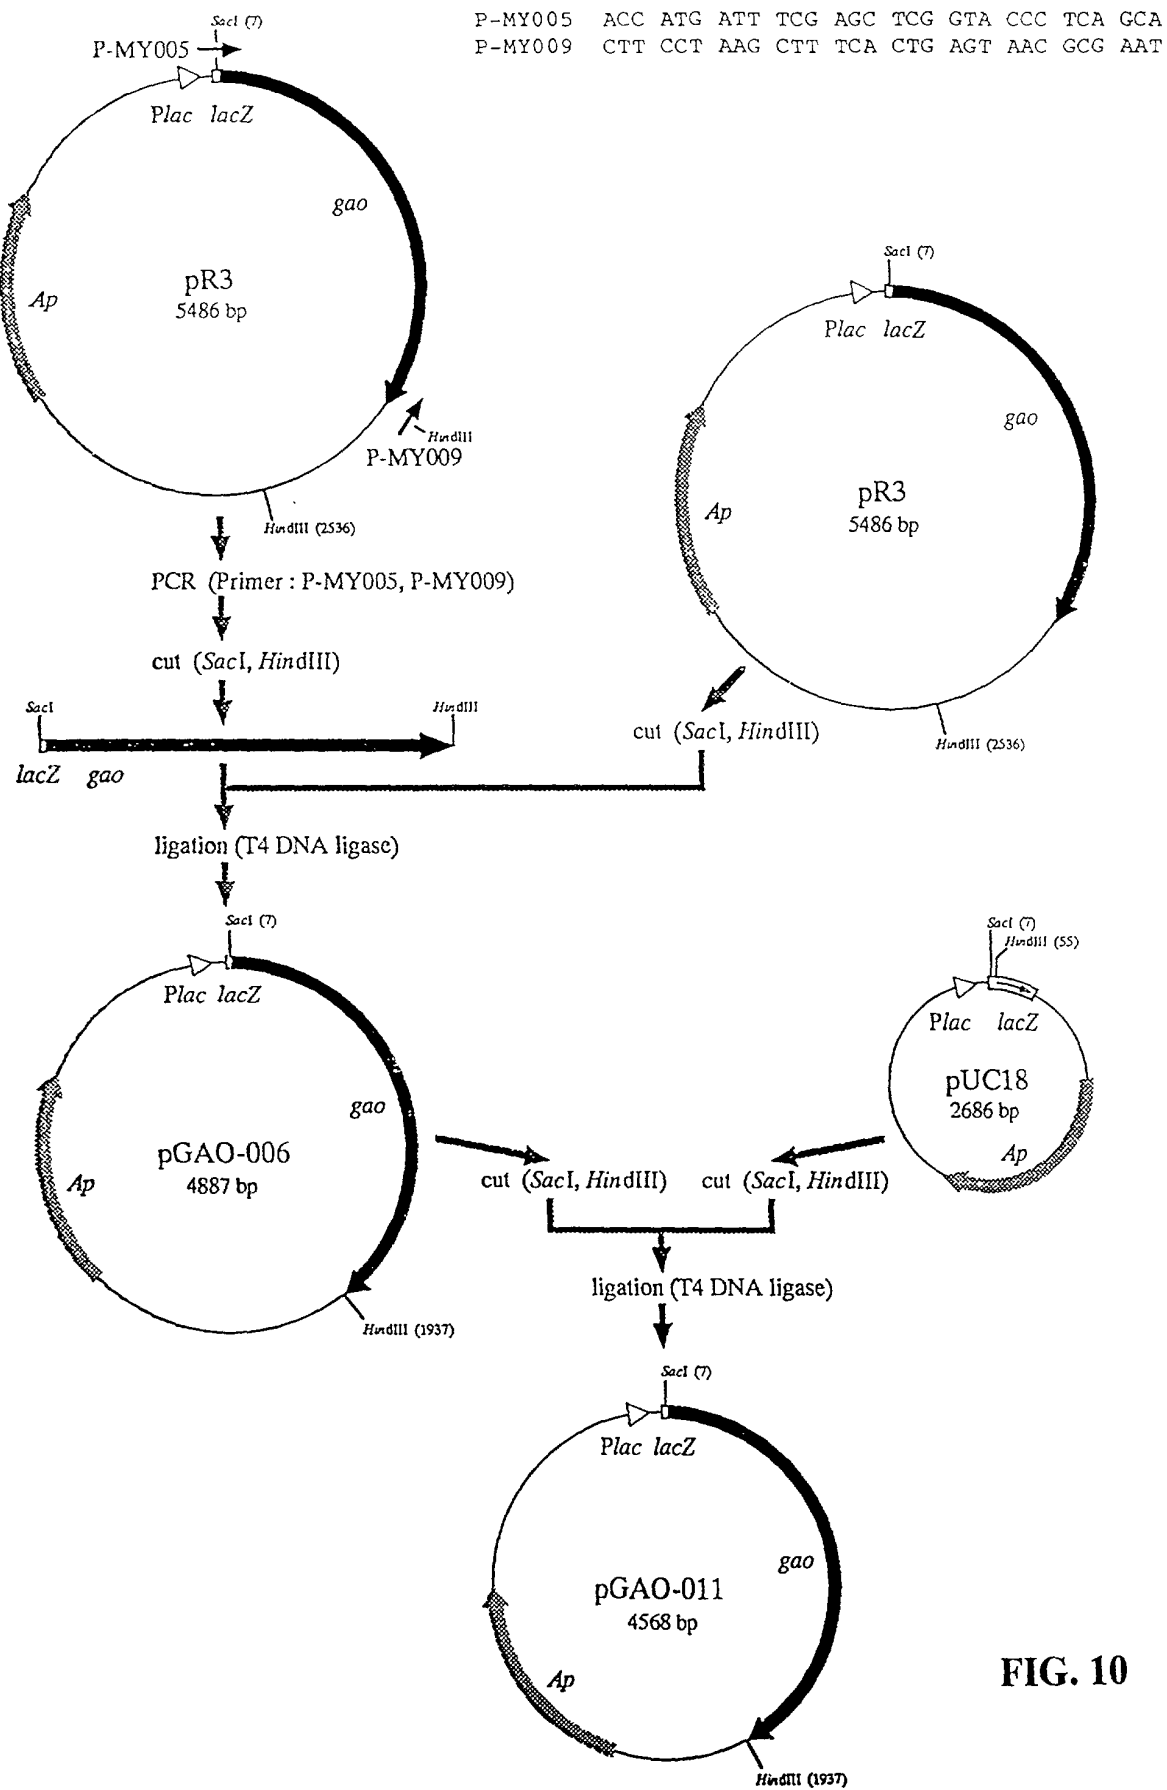 P-MY005 ACC ATG ATT TCG AGC TCG GTA CCC TCA GCA
P-MY009 CTT CCT AAG CTT TCA CTG AGT AAC GCG AAT
SacI (7)
P-MY005
Plac lacZ
gao
pR3
5486 bp
Ap
HindIII
P-MY009
HindIII (2536)
SacI (7)
Plac lacZ
gao
pR3
5486 bp
Ap
HindIII (2536)
PCR (Primer : P-MY005, P-MY009)
cut (SacI, HindIII)
SacI
HindIII
lacZ gao
cut (SacI, HindIII)
ligation (T4 DNA ligase)
SacI (7)
Plac lacZ
gao
pGAO-006
4887 bp
Ap
HindIII (1937)
SacI (7)
HindIII (55)
Plac lacZ
pUC18
2686 bp
Ap
cut (SacI, HindIII) cut (SacI, HindIII)
ligation (T4 DNA ligase)
SacI (7)
Plac lacZ
gao
pGAO-011
4568 bp
Ap
HindIII (1937)
FIG. 10